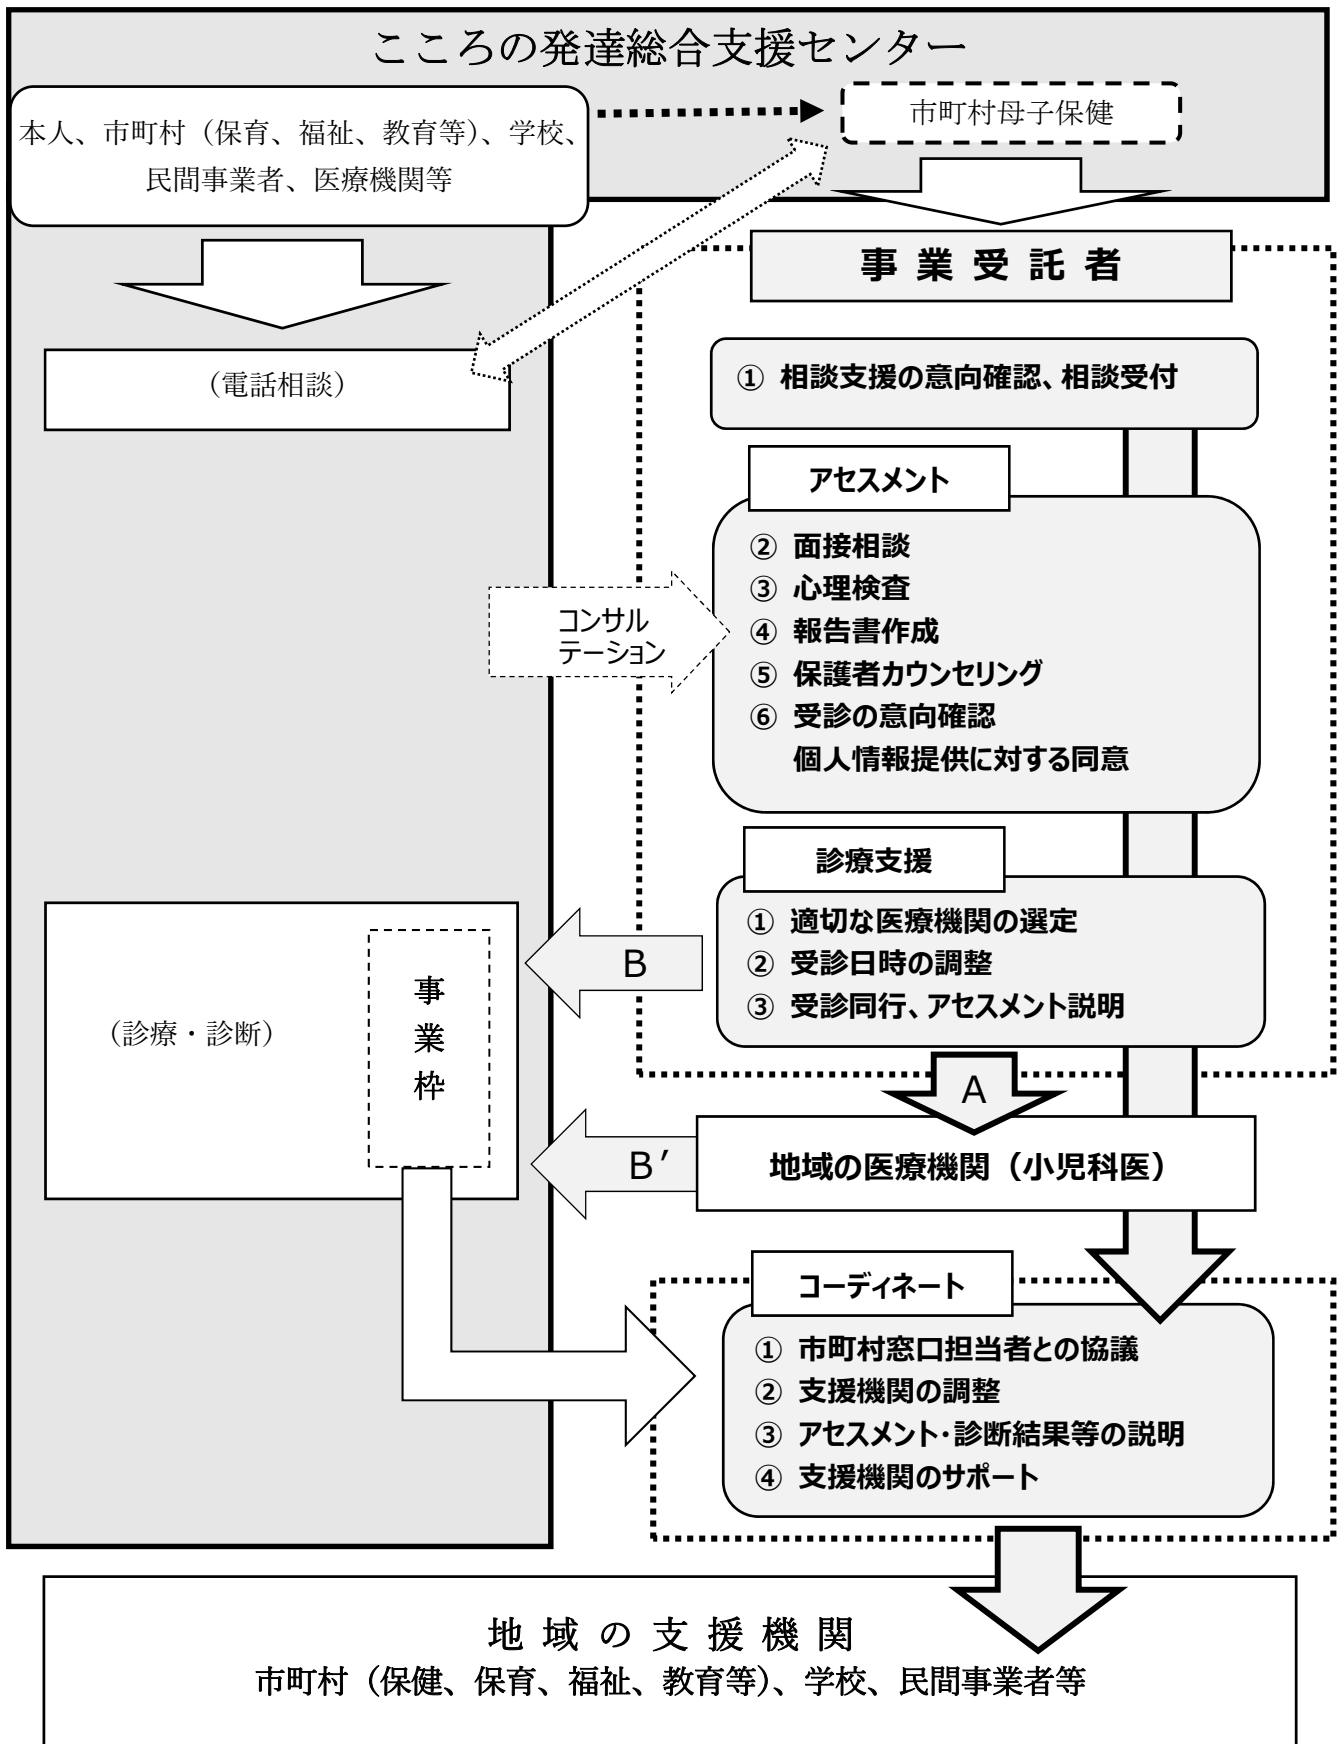 こころの発達総合支援センター
本人、市町村（保育、福祉、教育等）、学校、
民間事業者、医療機関等
市町村母子保健
（電話相談）
事 業 受 託 者
① 相談支援の意向確認、相談受付
アセスメント
② 面接相談
③ 心理検査
④ 報告書作成
⑤ 保護者カウンセリング
⑥ 受診の意向確認
個人情報提供に対する同意
コンサル
テーション
診療支援
① 適切な医療機関の選定
② 受診日時の調整
③ 受診同行、アセスメント説明
B
（診療・診断）
事
業
枠
A
地域の医療機関（小児科医）
B′
コーディネート
① 市町村窓口担当者との協議
② 支援機関の調整
③ アセスメント・診断結果等の説明
④ 支援機関のサポート
地 域 の 支 援 機 関
市町村（保健、保育、福祉、教育等）、学校、民間事業者等